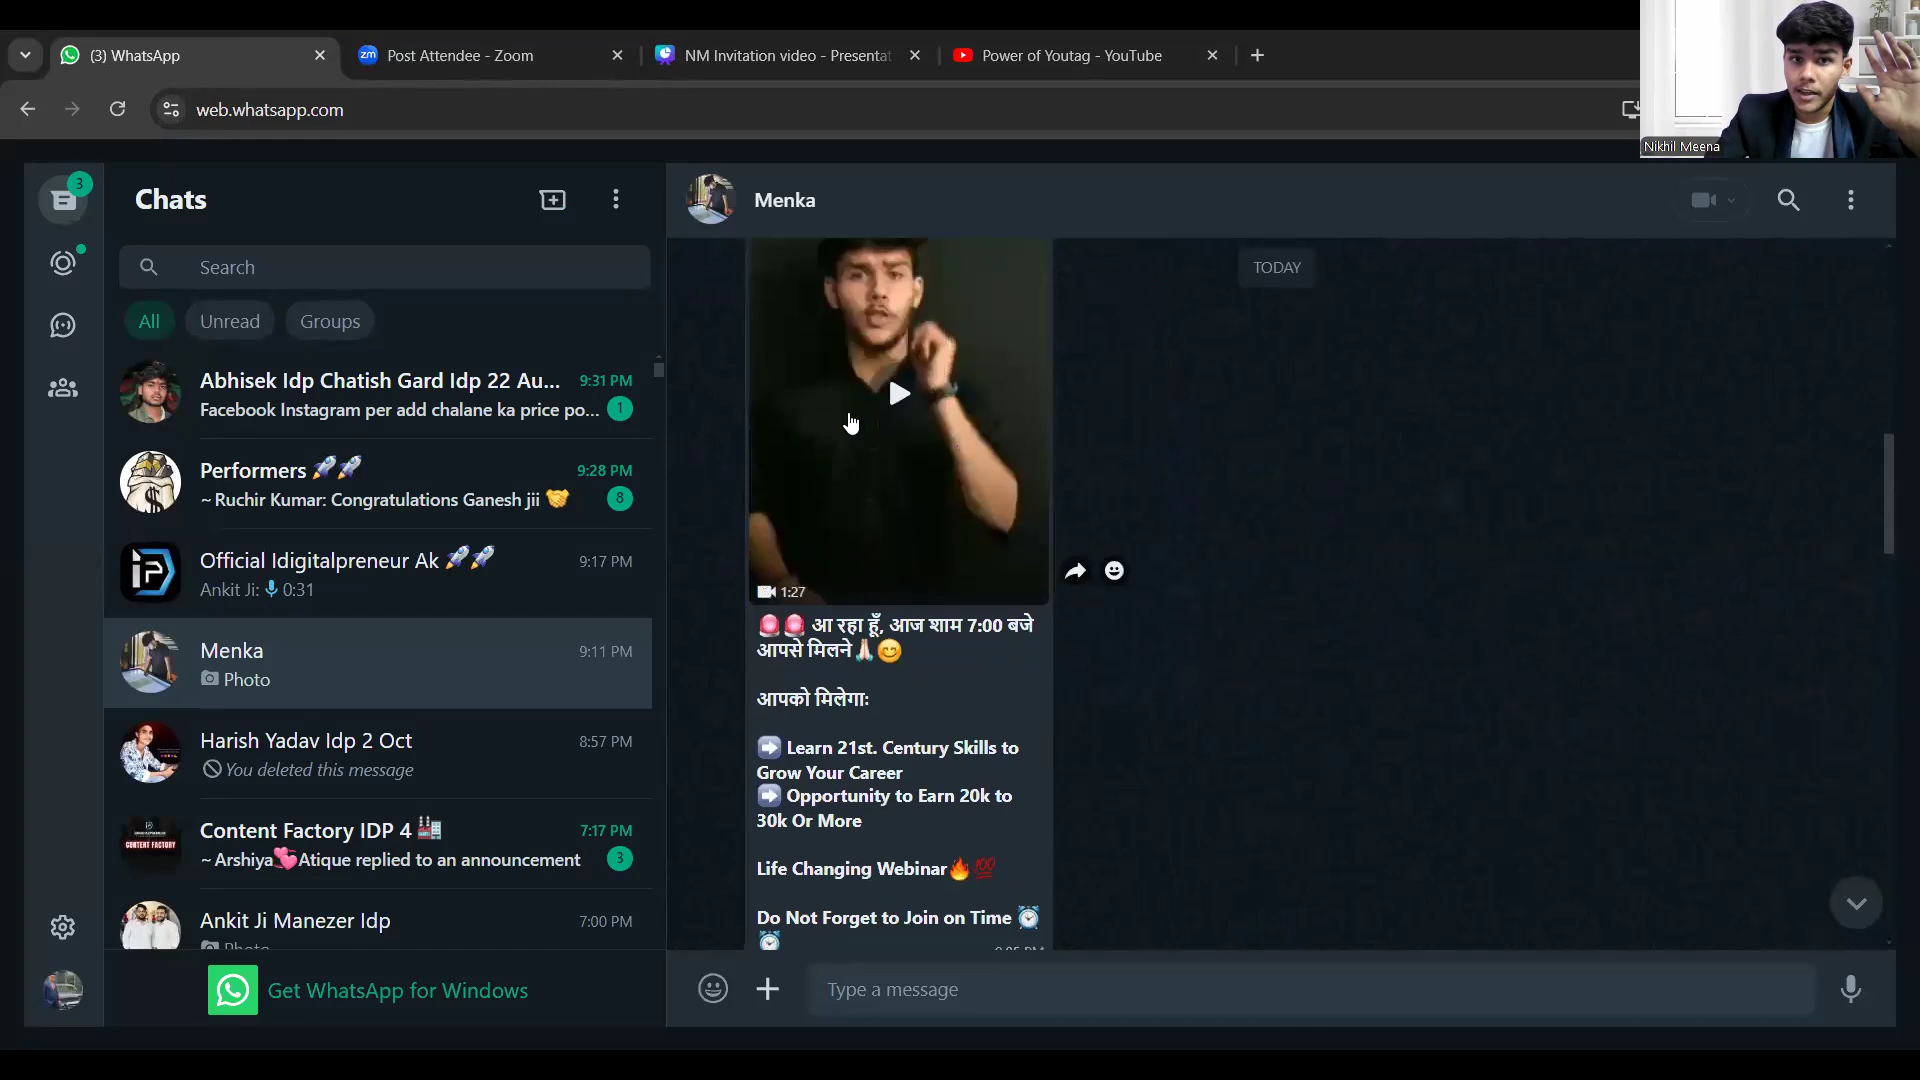 (3) WhatsApp
Post Attendee - Zoom
NM Invitation video - Presentat
Power of Youtag - YouTube
web.whatsapp.com
Nikhil Meena
3
Chats
Search
All
Unread
Groups
Abhisek Idp Chatish Gard Idp 22 Au...
9:31 PM
Facebook Instagram per add chalane ka price po...
1
Performers 🚀🚀
9:28 PM
~ Ruchir Kumar: Congratulations Ganesh jii 🤝
8
Official Idigitalpreneur Ak 🚀🚀
9:17 PM
Ankit Ji: 0:31
Menka
9:11 PM
Photo
Harish Yadav Idp 2 Oct
8:57 PM
You deleted this message
Content Factory IDP 4 🏭
7:17 PM
~ Arshiya💞Atique replied to an announcement
3
CONTENT FACTORY
Ankit Ji Manezer Idp
7:00 PM
Photo
Get WhatsApp for Windows
Menka
TODAY
1:27
🚨🚨 आ रहा हूँ, आज शाम 7:00 बजे
आपसे मिलने🙏🏻😊
आपको मिलेगाः
➡️ Learn 21st. Century Skills to
Grow Your Career
➡️ Opportunity to Earn 20k to
30k Or More
Life Changing Webinar🔥💯
Do Not Forget to Join on Time ⏰
⏰
Type a message